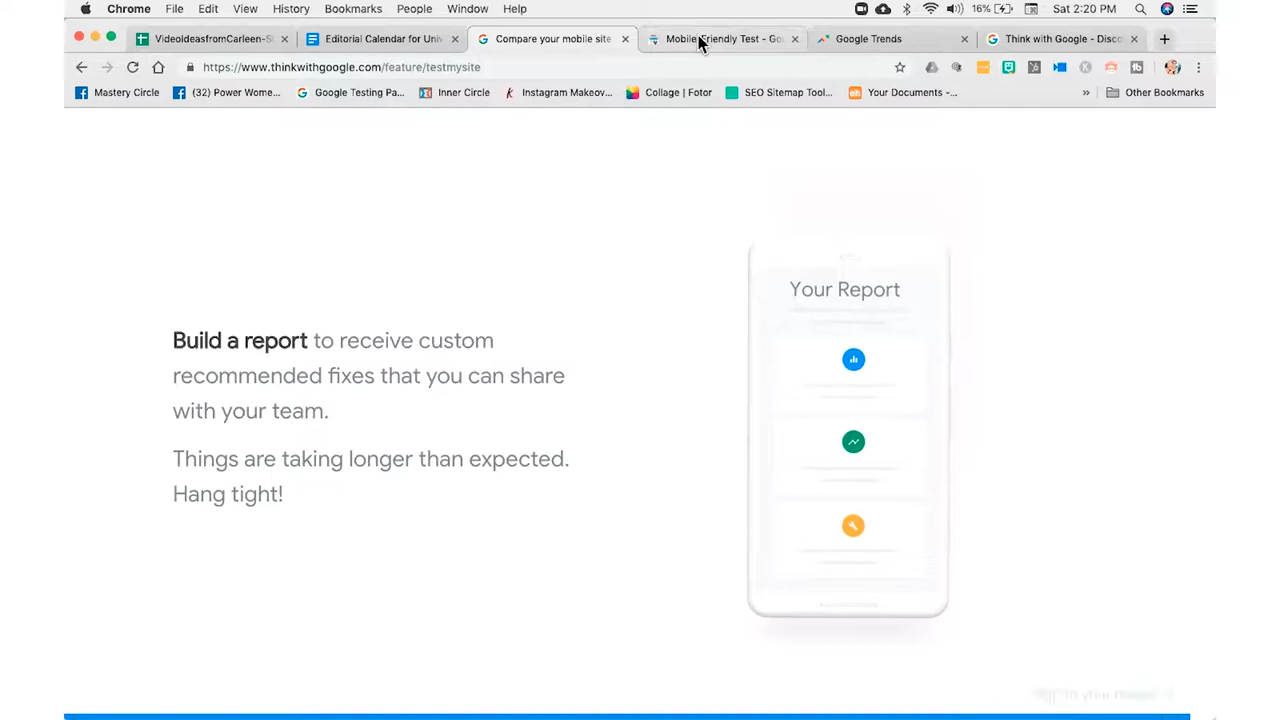 Chrome File Edit View History Bookmarks People Window Help 16% Sat 2:20 PM
VideoIdeasfromCarleen-S Editorial Calendar for Univ Compare your mobile site Mobile Friendly Test - Go Google Trends Think with Google - Disco
https://www.thinkwithgoogle.com/feature/testmysite
Mastery Circle (32) Power Wome... Google Testing Pa... Inner Circle Instagram Makeov... Collage | Fotor SEO Sitemap Tool... Your Documents -... » Other Bookmarks
Your Report
Build a report to receive custom
recommended fixes that you can share
with your team.
Things are taking longer than expected.
Hang tight!